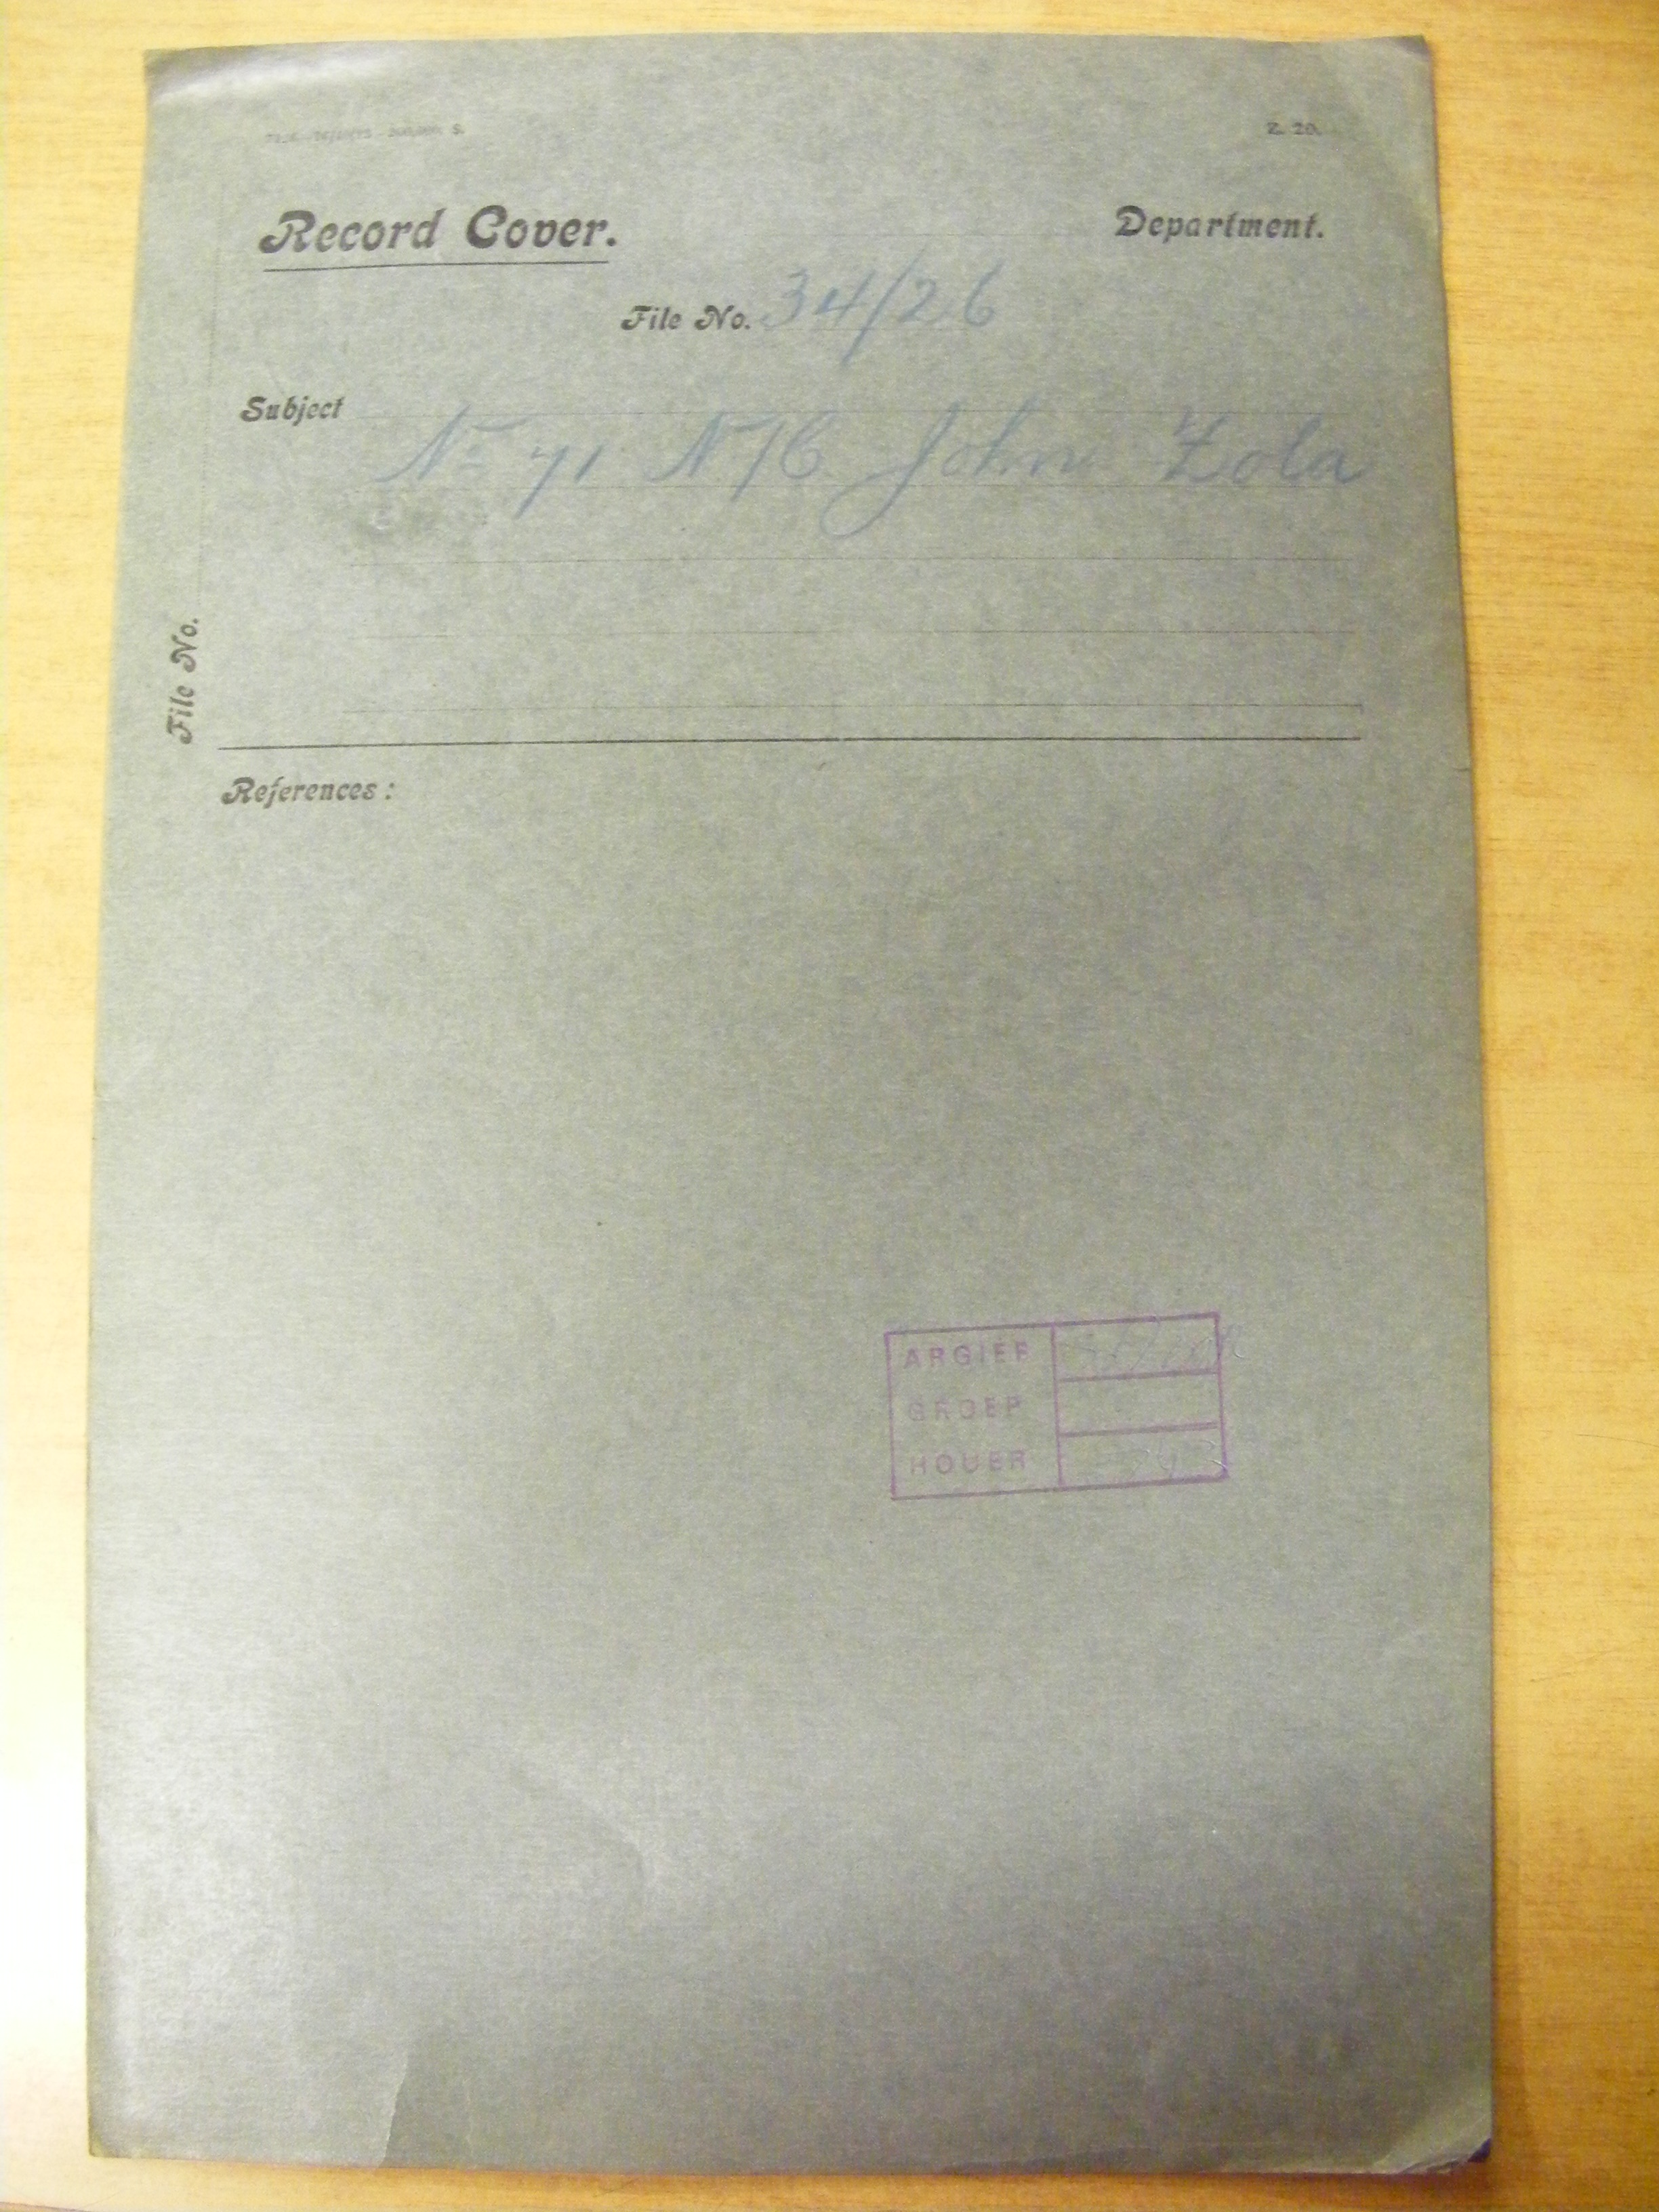 S. Z. 20.
Record Cover. Department.
File No. 34/26
Subject
No 71 N/C John Zola
File No.
References :
ARGIEF
GROEP
HOUER